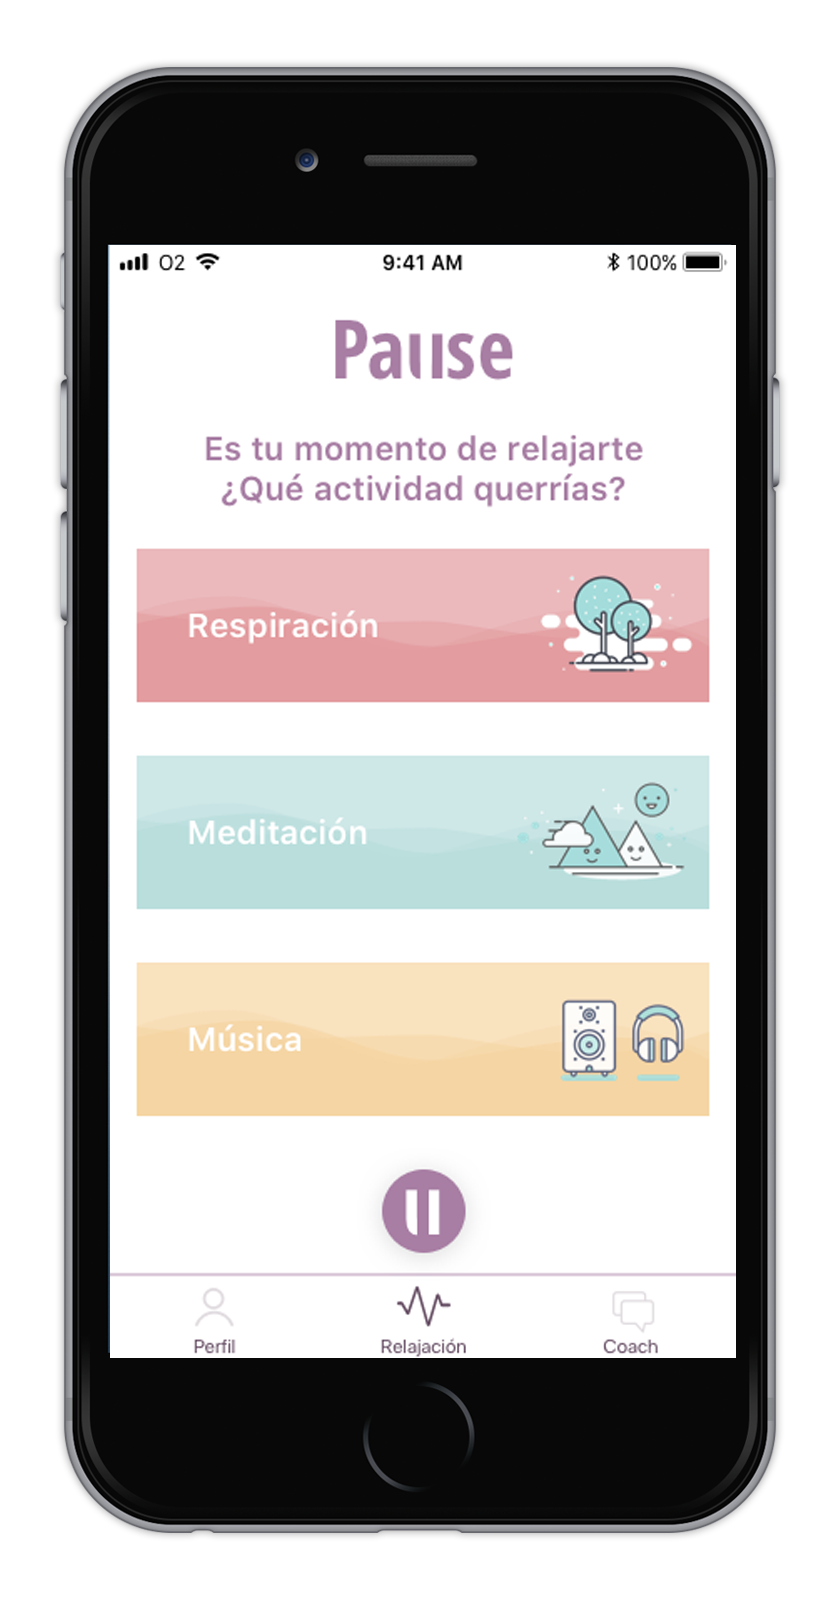 O2 9:41 AM 100%
Pause
Es tu momento de relajarte
¿Qué actividad querrías?
Respiración
Meditación
Música
Perfil Relajación Coach